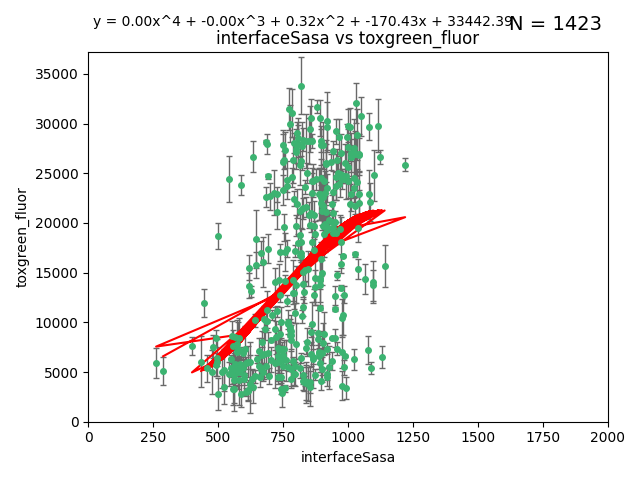 y = 0.00x^4 + -0.00x^3 + 0.32x^2 + -170.43x + 33442.39
N = 1423
interfaceSasa vs toxgreen_fluor
35000
30000
25000
20000
15000
10000
5000
0
toxgreen_fluor
0 250 500 750 1000 1250 1500 1750 2000
interfaceSasa